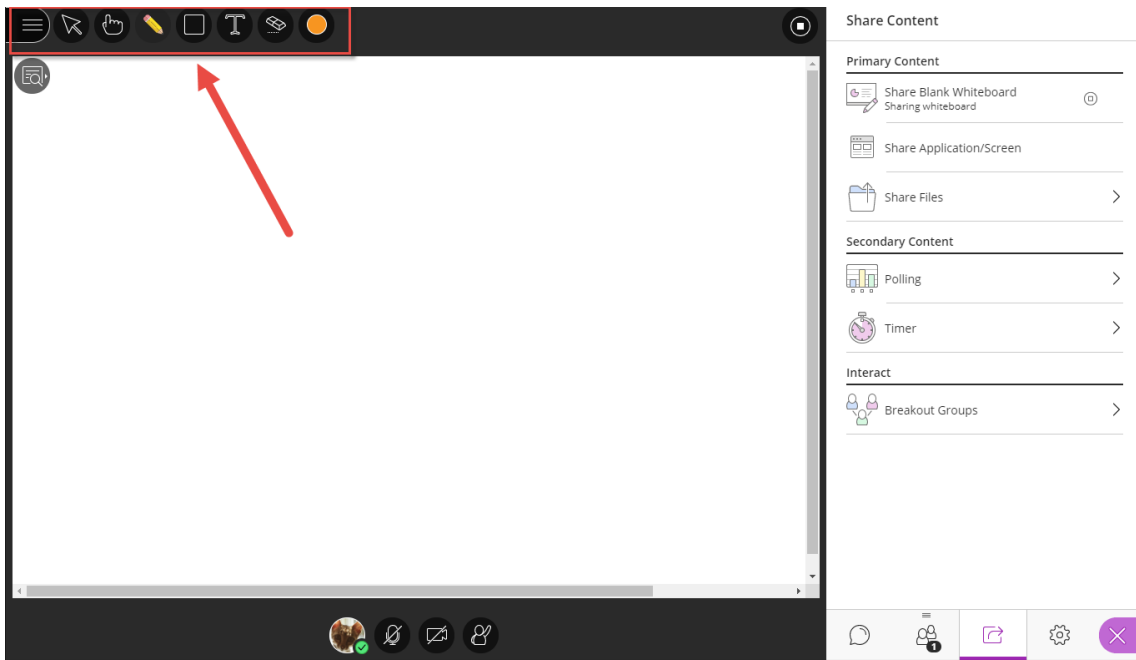 Share Content
Primary Content
Share Blank Whiteboard
Sharing whiteboard
Share Application/Screen
Share Files
Secondary Content
Polling
Timer
Interact
Breakout Groups
1